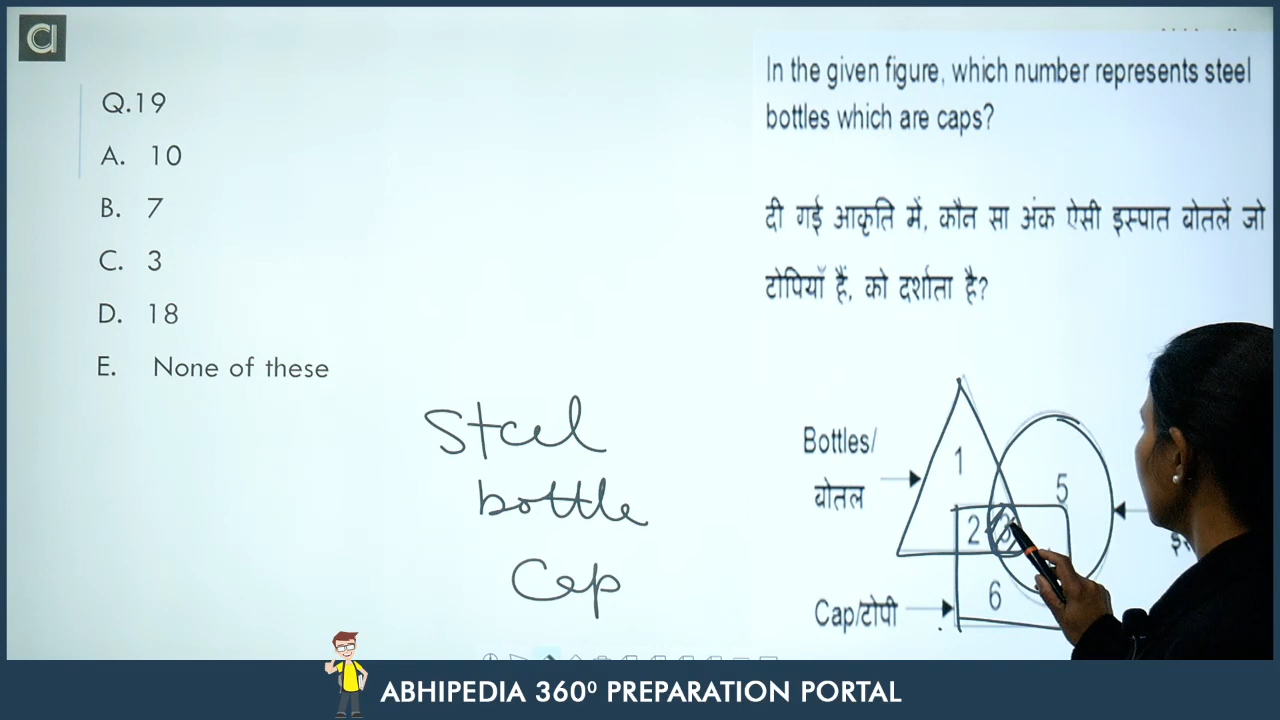 Q.19
A. 10
B. 7
C. 3
D. 18
E. None of these
In the given figure, which number represents steel
bottles which are caps?
दी गई आकृति में, कौन सा अंक ऐसी इस्पात बोतलें जो
टोपियाँ हैं, को दर्शाता है?
Steel
bottle
Cap
Bottles/
बोतल
1
5
2
3
6
Cap/टोपी
ABHIPEDIA 360⁰ PREPARATION PORTAL